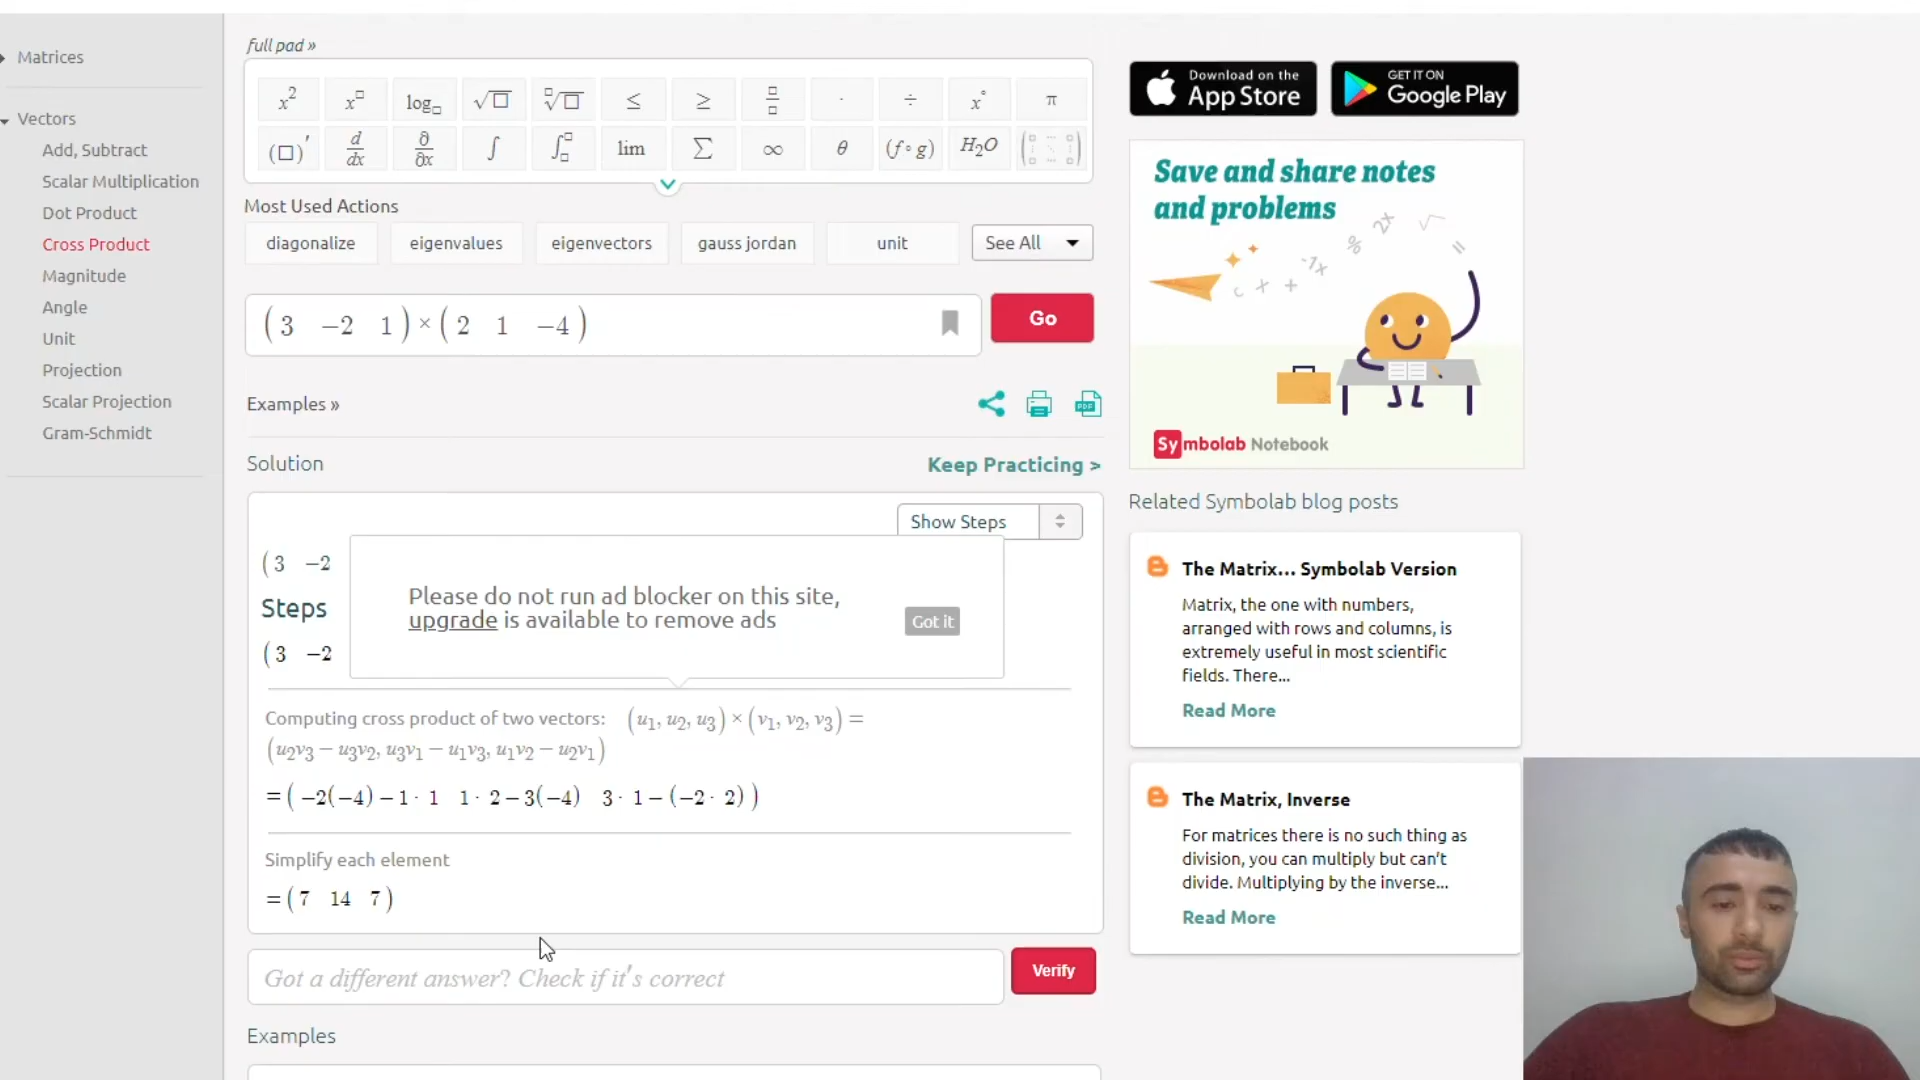 Matrices
Vectors
Add, Subtract
Scalar Multiplication
Dot Product
Cross Product
Magnitude
Angle
Unit
Projection
Scalar Projection
Gram-Schmidt
full pad »
x² x^□ log□ √□ □√□ ≤ ≥ □/□ · ÷ x° π
(□)′ d/dx ∂/∂x ∫ ∫□□ lim ∑ ∞ θ (f∘g) H₂O
Most Used Actions
diagonalize eigenvalues eigenvectors gauss jordan unit See All
(3 −2 1)×(2 1 −4)
Go
Examples »
Solution
Keep Practicing >
Show Steps
(3 −2
Steps
(3 −2
Please do not run ad blocker on this site,
upgrade is available to remove ads
Got it
Computing cross product of two vectors: (u₁, u₂, u₃)×(v₁, v₂, v₃)=
(u₂v₃ − u₃v₂, u₃v₁ − u₁v₃, u₁v₂ − u₂v₁)
=(−2(−4)−1·1 1·2−3(−4) 3·1−(−2·2))
Simplify each element
=(7 14 7)
Got a different answer? Check if it's correct
Verify
Examples
Download on the
App Store
GET IT ON
Google Play
Save and share notes
and problems
Symbolab Notebook
Related Symbolab blog posts
The Matrix... Symbolab Version
Matrix, the one with numbers,
arranged with rows and columns, is
extremely useful in most scientific
fields. There...
Read More
The Matrix, Inverse
For matrices there is no such thing as
division, you can multiply but can't
divide. Multiplying by the inverse...
Read More